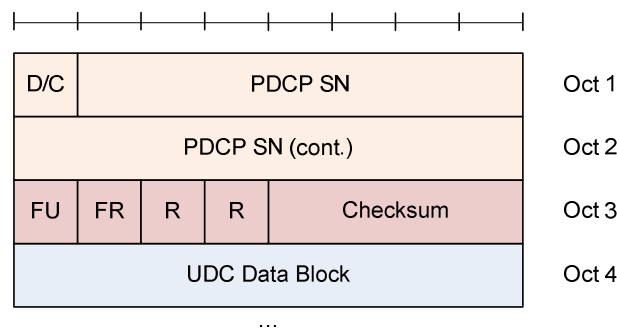 D/C PDCP SN Oct 1
PDCP SN (cont.) Oct 2
FU FR R R Checksum Oct 3
UDC Data Block Oct 4
...